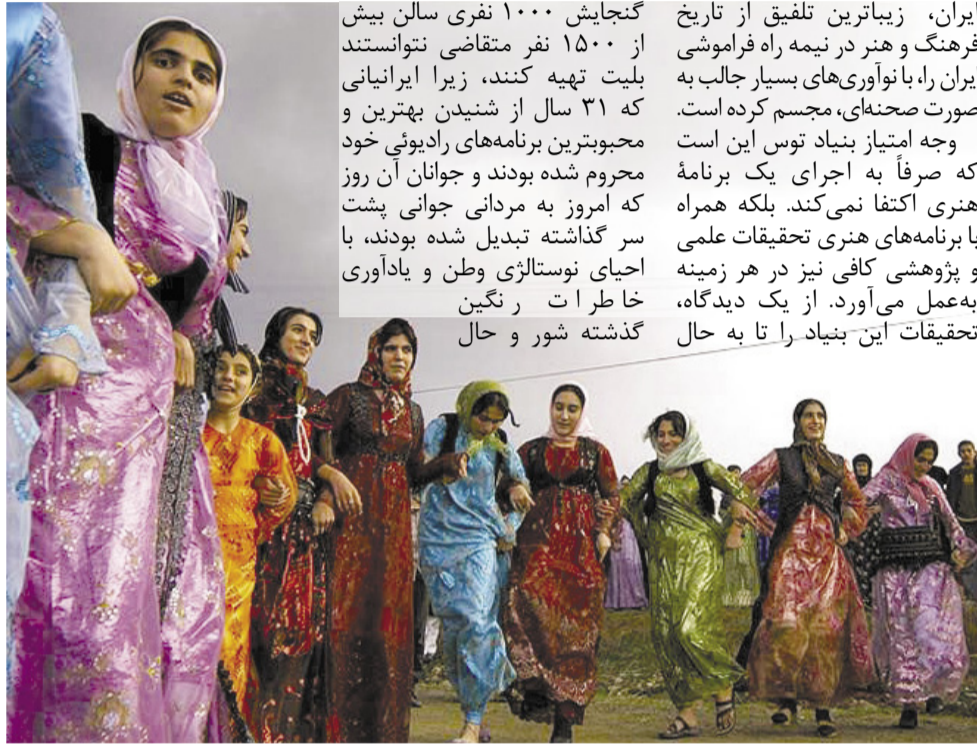 ایران، زیباترین تلفیق از تاریخ
فرهنگ و هنر در نیمه راه فراموشی
ایران را، با نوآوری‌های بسیار جالب به
صورت صحنه‌ای، مجسم کرده است.
وجه امتیاز بنیاد توس این است
که صرفاً به اجرای یک برنامهٔ
هنری اکتفا نمی‌کند. بلکه همراه
با برنامه‌های هنری تحقیقات علمی
و پژوهشی کافی نیز در هر زمینه
به‌عمل می‌آورد. از یک دیدگاه،
تحقیقات این بنیاد را تا به حال
گنجایش ۱۰۰۰ نفری سالن بیش
از ۱۵۰۰ نفر متقاضی نتوانستند
بلیت تهیه کنند، زیرا ایرانیانی
که ۳۱ سال از شنیدن بهترین و
محبوبترین برنامه‌های رادیوئی خود
محروم شده بودند و جوانان آن روز
که امروز به مردانی جوانی پشت
سر گذاشته تبدیل شده بودند، با
احیای نوستالژی وطن و یادآوری
خاطرات رنگین
گذشته شور و حال